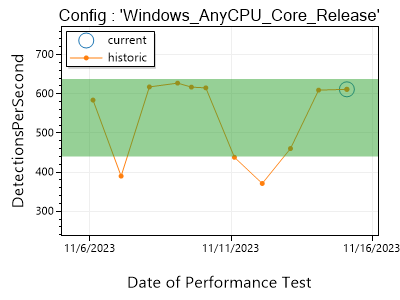 Config : 'Windows_AnyCPU_Core_Release'
current
historic
700
600
500
400
300
DetectionsPerSecond
11/6/2023
11/11/2023
11/16/2023
Date of Performance Test